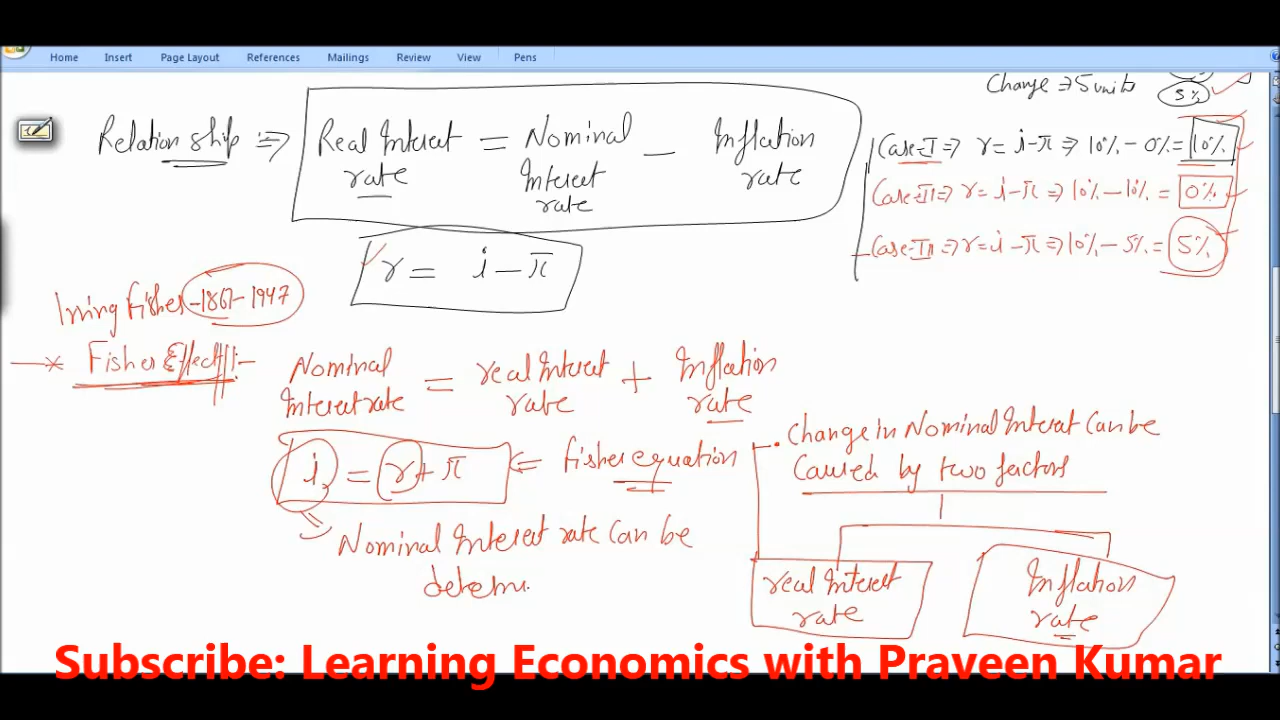 Home Insert Page Layout References Mailings Review View Pens
Change ⇒ 5 units
5%
Relation ship ⇒ Real Interest rate = Nominal Interest rate – Inflation rate
r = i – π
Case-I ⇒ r = i – π ⇒ 10% – 0% = 10%
Case-II ⇒ r = i – π ⇒ 10% – 10% = 0%
Case-III ⇒ r = i – π ⇒ 10% – 5% = 5%
Irving Fisher – 1867 – 1947
* Fisher Effect :–
Nominal Interest rate = real Interest rate + Inflation rate
i = r + π ⇐ fisher equation
Nominal Interest rate can be
determi
• Change in Nominal Interest can be
caused by two factors
real Interest rate
Inflation rate
Subscribe: Learning Economics with Praveen Kumar